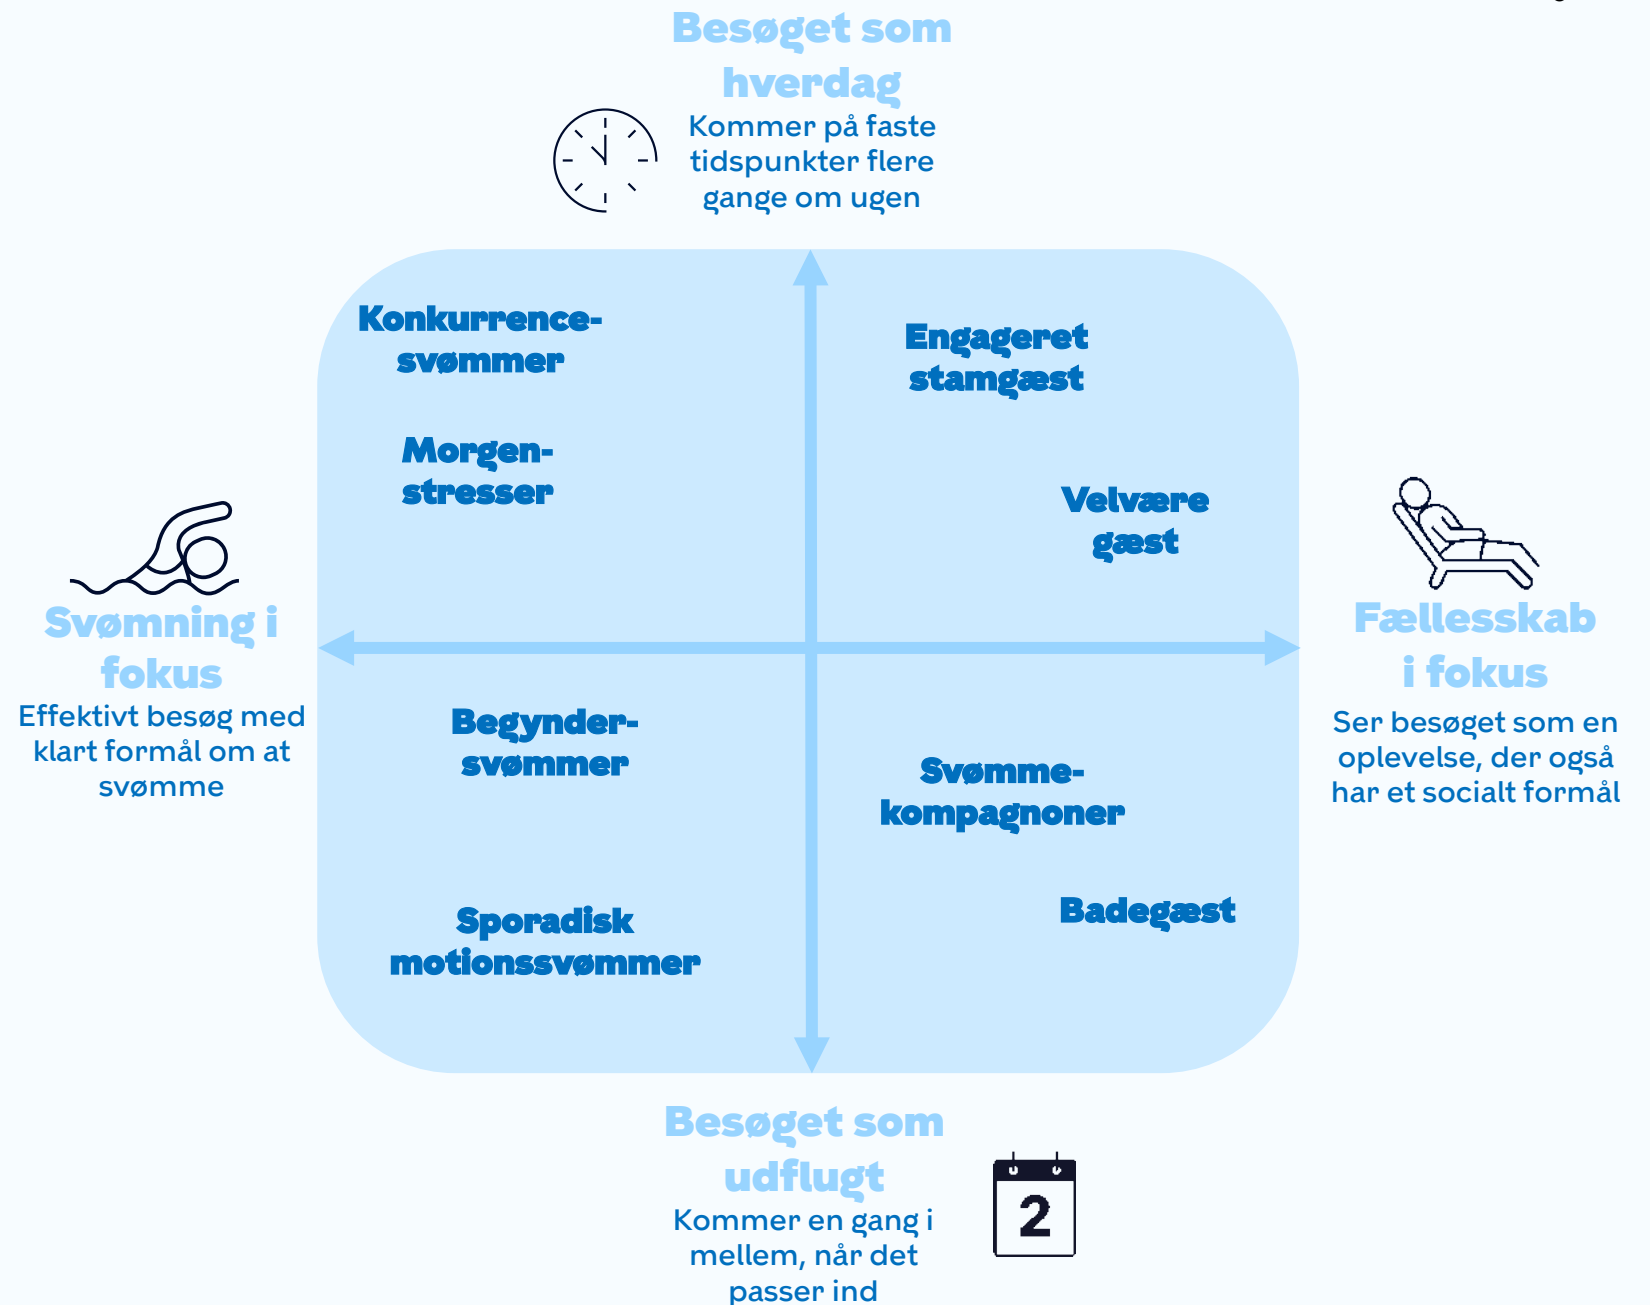 Besøget som
hverdag
Kommer på faste
tidspunkter flere
gange om ugen
Konkurrence-
svømmer
Engageret
stamgæst
Morgen-
stresser
Velvære
gæst
Svømning i
fokus
Effektivt besøg med
klart formål om at
svømme
Fællesskab
i fokus
Ser besøget som en
oplevelse, der også
har et socialt formål
Begynder-
svømmer
Svømme-
kompagnoner
Sporadisk
motionssvømmer
Badegæst
Besøget som
udflugt
Kommer en gang i
mellem, når det
passer ind
2